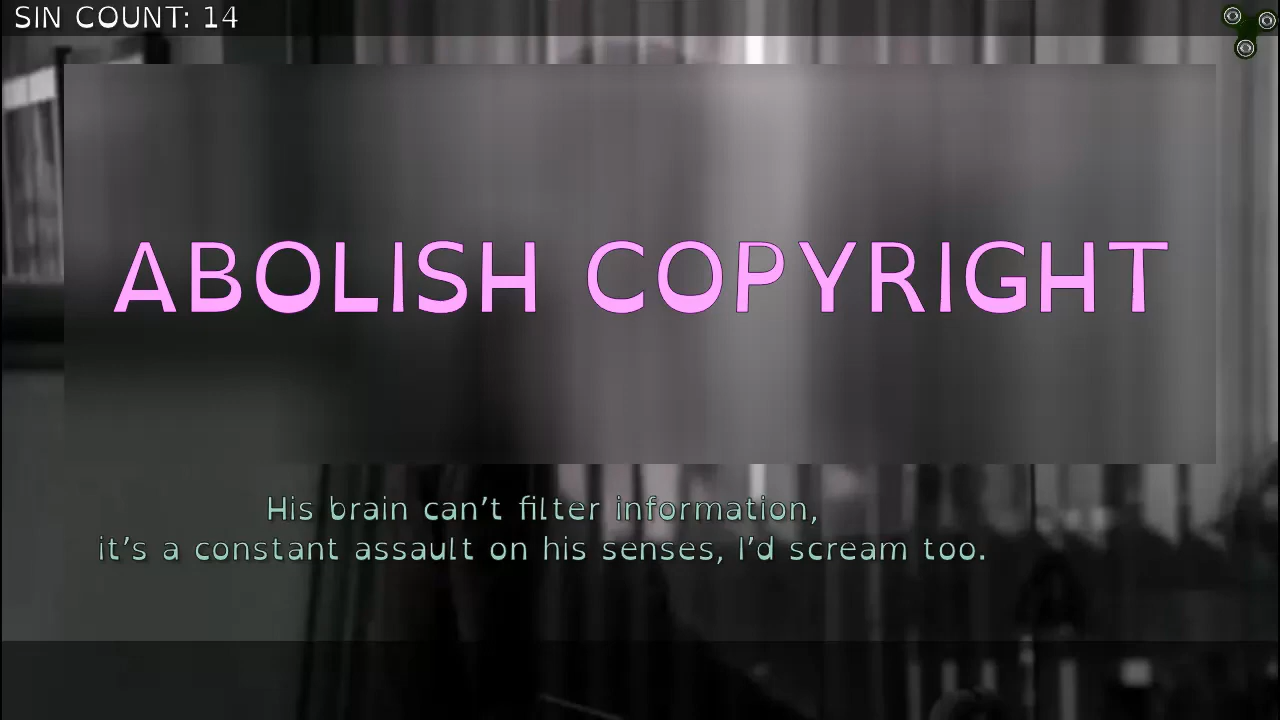 SIN COUNT: 14
ABOLISH COPYRIGHT
His brain can’t filter information,
it’s a constant assault on his senses, I’d scream too.